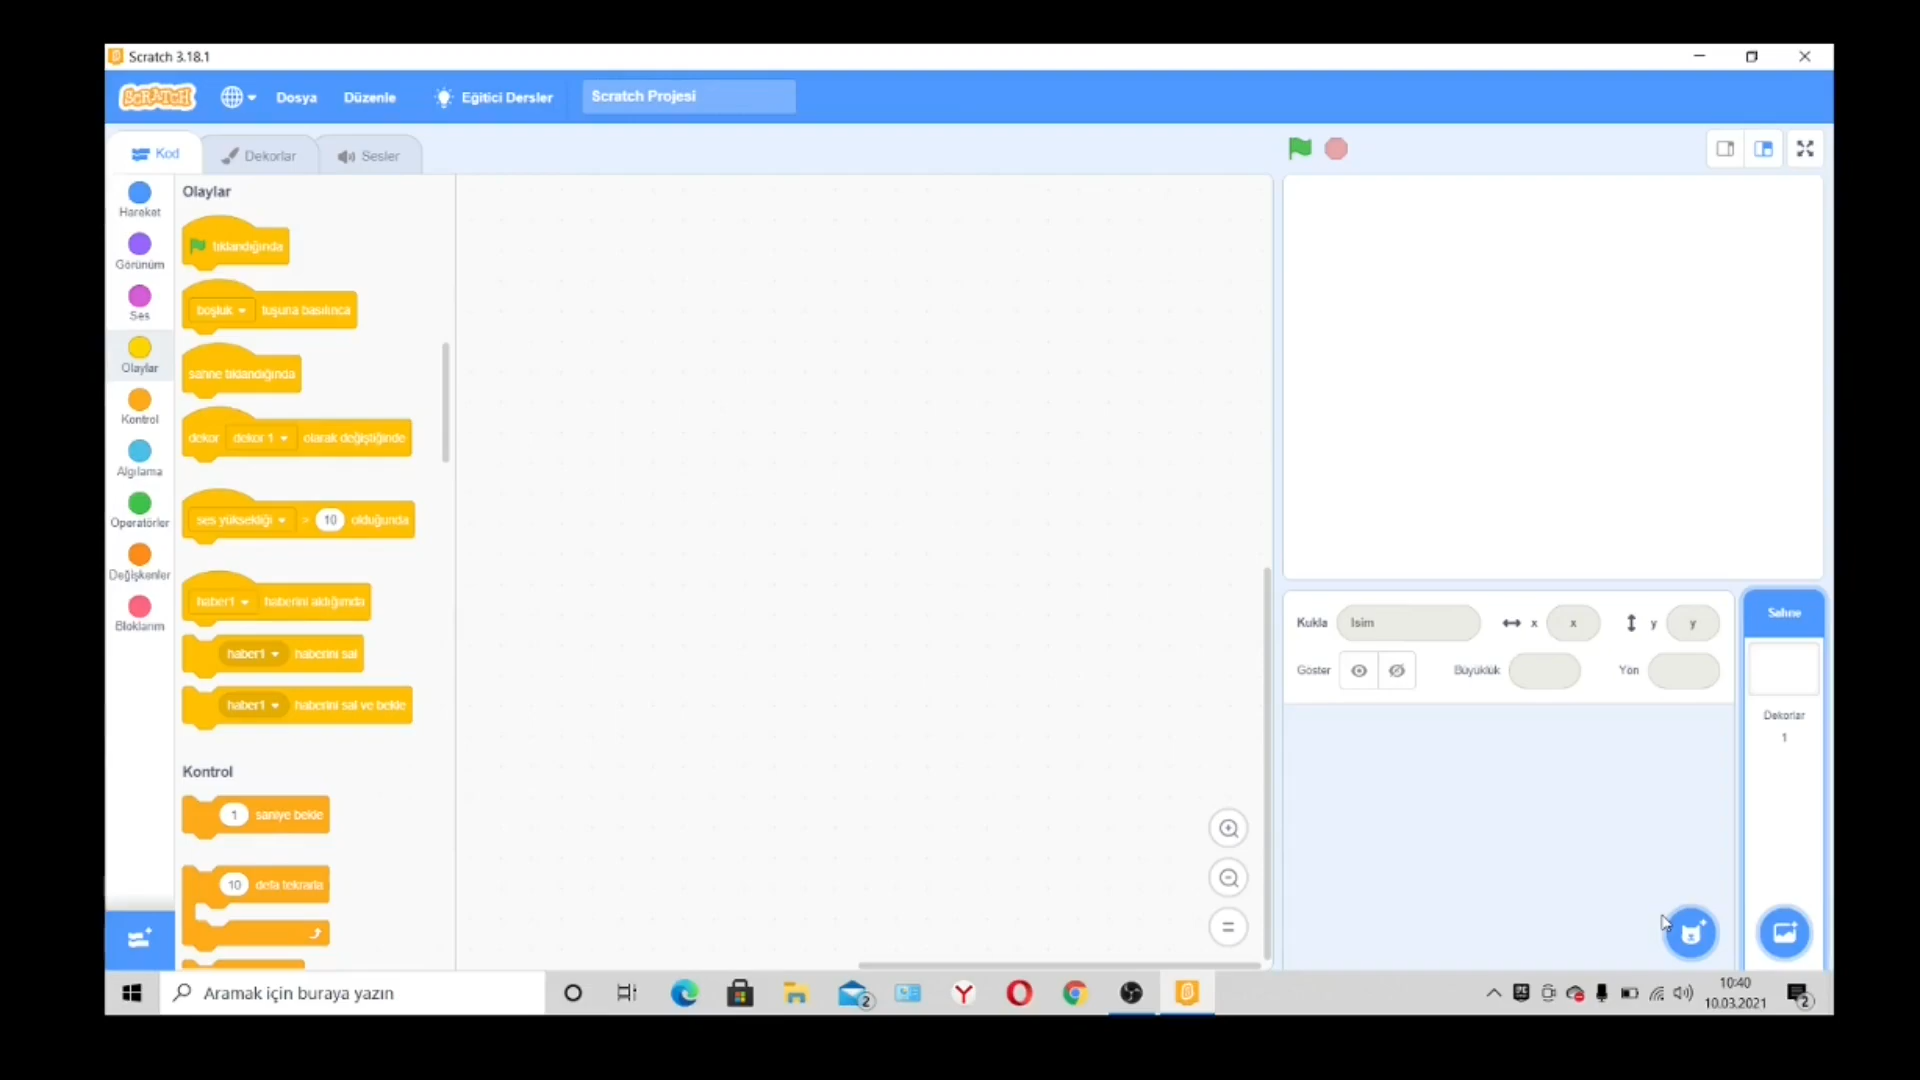 Scratch 3.18.1
SCRATCH
Dosya
Düzenle
Eğitici Dersler
Scratch Projesi
Kod
Dekorlar
Sesler
Hareket
Görünüm
Ses
Olaylar
Kontrol
Algılama
Operatörler
Değişkenler
Bloklarım
Olaylar
tıklandığında
boşluk tuşuna basılınca
sahne tıklandığında
dekor dekor 1 olarak değiştiğinde
ses yüksekliği > 10 olduğunda
haber1 haberini aldığımda
haber1 haberini sal
haber1 haberini sal ve bekle
Kontrol
1 saniye bekle
10 defa tekrarla
Kukla
İsim
x
x
y
y
Göster
Büyüklük
Yön
Sahne
Dekorlar
1
Aramak için buraya yazın
2
10:40
10.03.2021
2